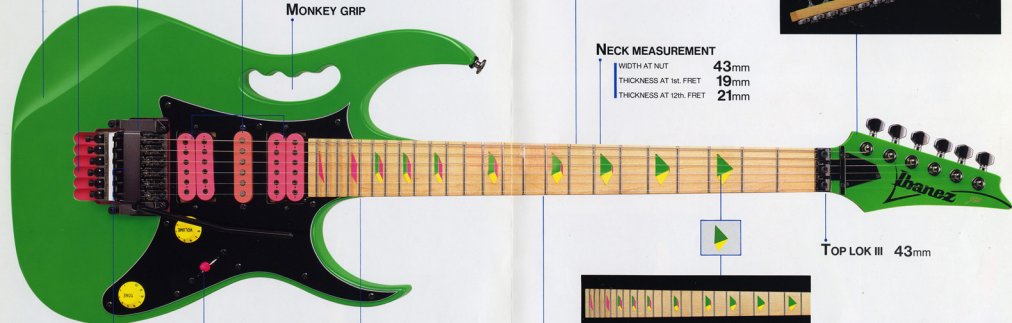 MONKEY GRIP
NECK MEASUREMENT
WIDTH AT NUT 43mm
THICKNESS AT 1st. FRET 19mm
THICKNESS AT 12th. FRET 21mm
VOLUME
TONE
Ibanez
TOP LOK III 43mm